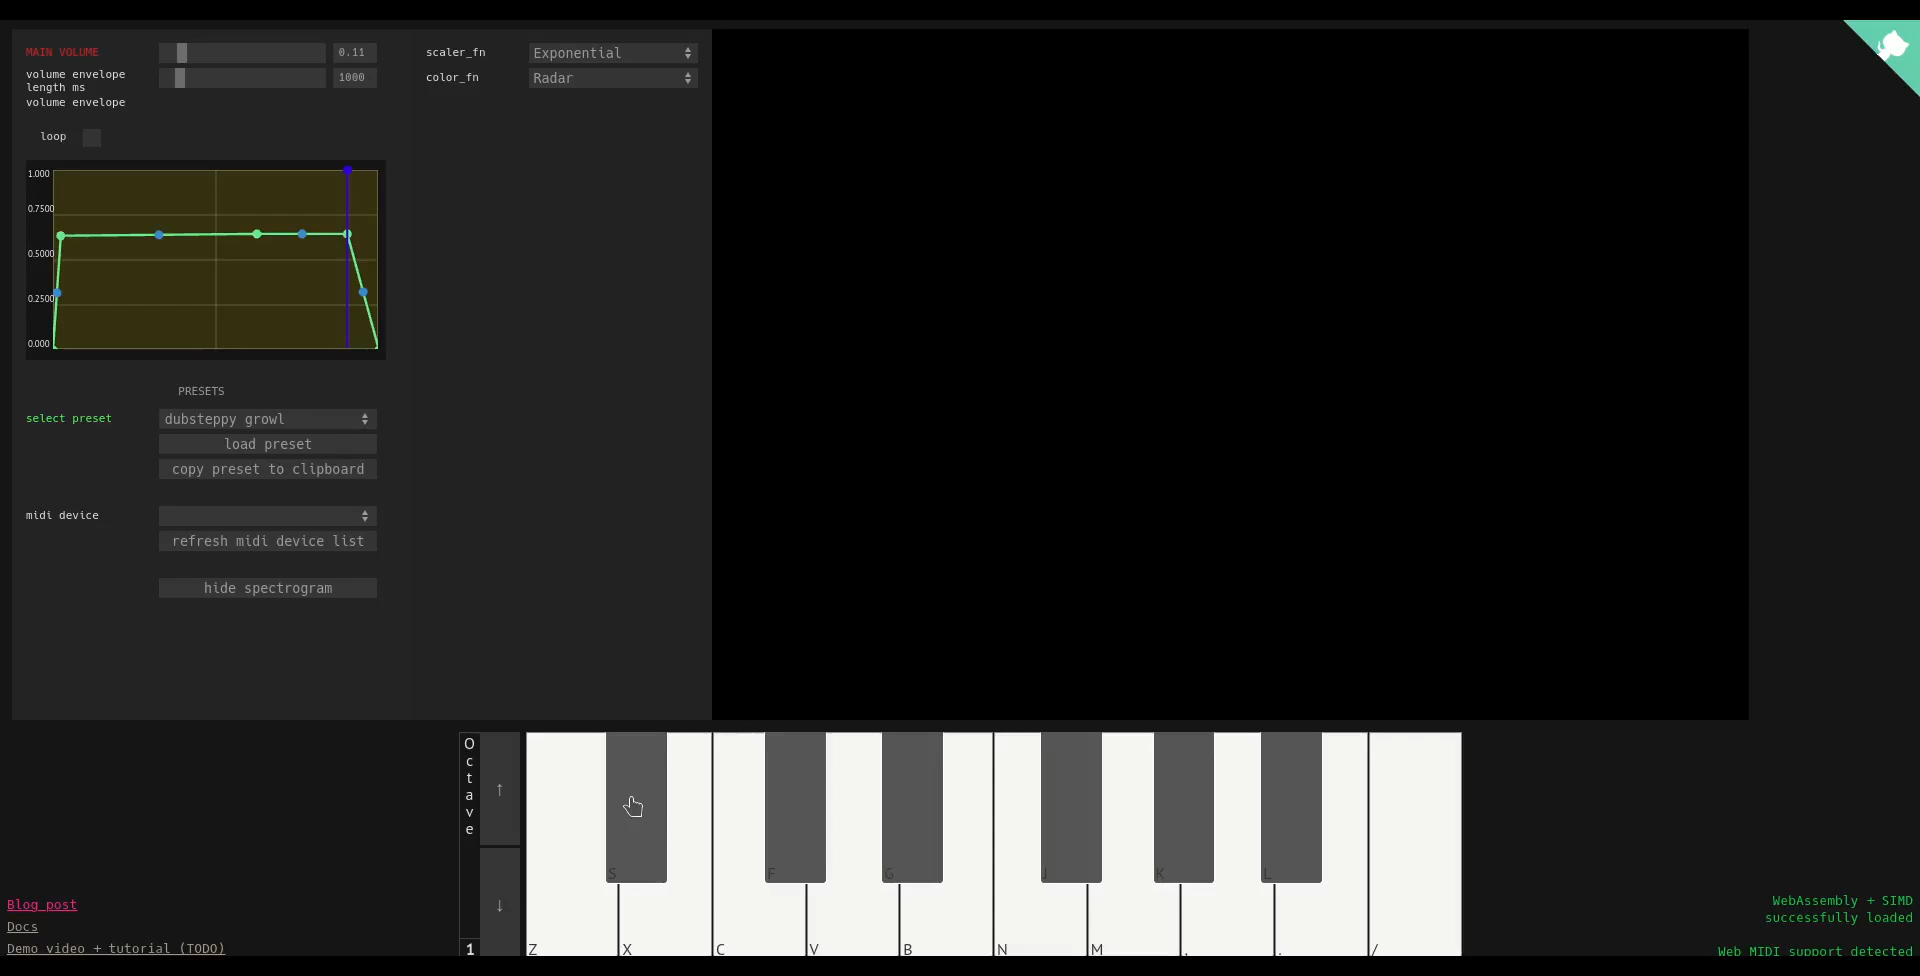 MAIN VOLUME
0.11
volume envelope
length ms
1000
volume envelope
loop
1.000
0.7500
0.5000
0.2500
0.000
PRESETS
select preset
dubsteppy growl
load preset
copy preset to clipboard
midi device
refresh midi device list
hide spectrogram
scaler_fn
Exponential
color_fn
Radar
Octave
↑
↓
1
S
F
G
J
K
L
Z
X
C
V
B
N
M
,
.
/
Blog post
Docs
Demo video + tutorial (TODO)
WebAssembly + SIMD
successfully loaded
Web MIDI support detected